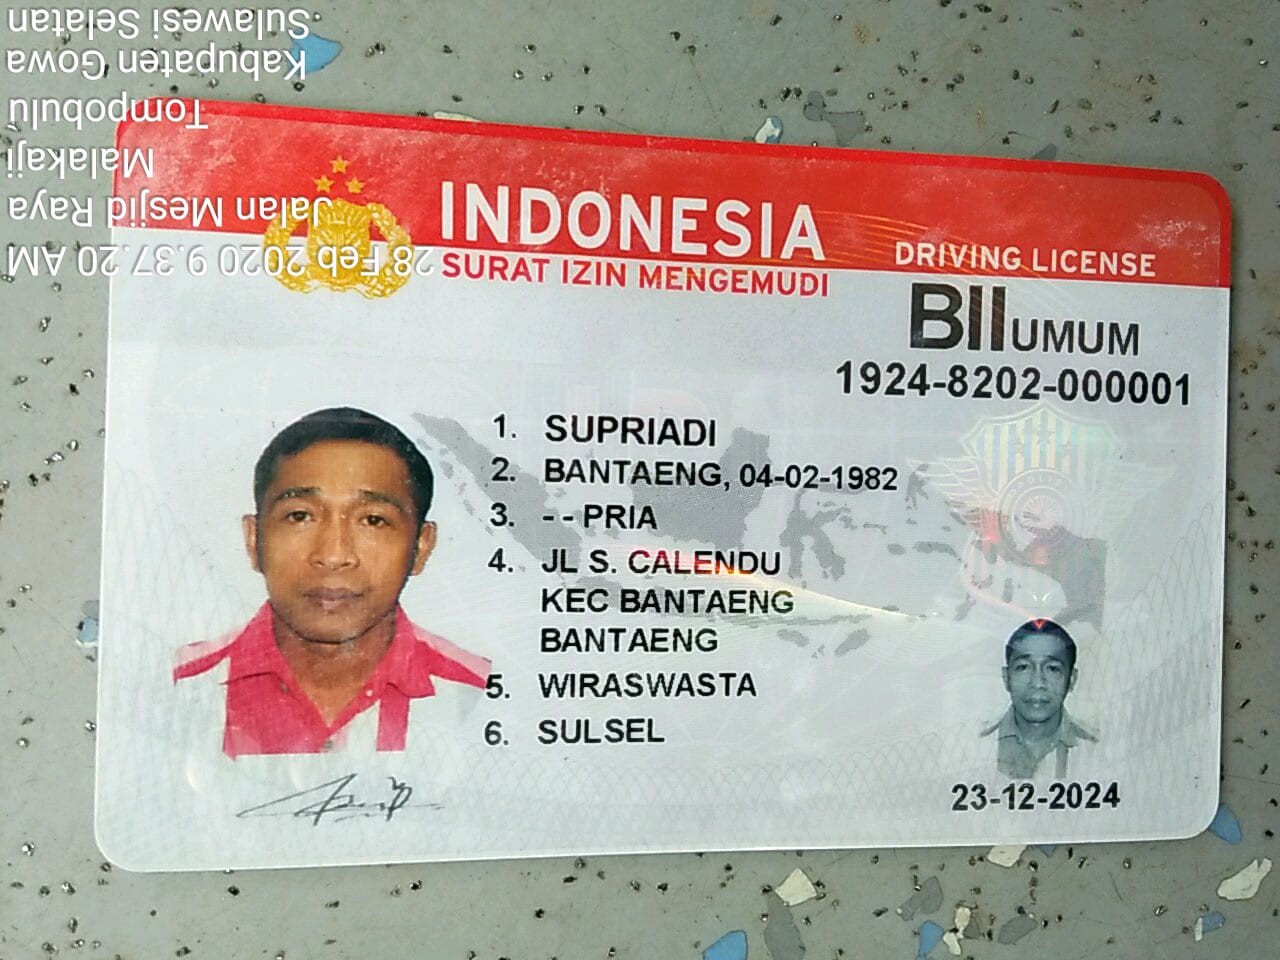 28 Feb 2020 9.37.20 AM
Jalan Mesjid Raya
Malakaji
Tompobulu
Kabupaten Gowa
Sulawesi Selatan
INDONESIA
SURAT IZIN MENGEMUDI
DRIVING LICENSE
BII UMUM
1924-8202-000001
1. SUPRIADI
2. BANTAENG, 04-02-1982
3. - - PRIA
4. JL S. CALENDU
KEC BANTAENG
BANTAENG
5. WIRASWASTA
6. SULSEL
23-12-2024